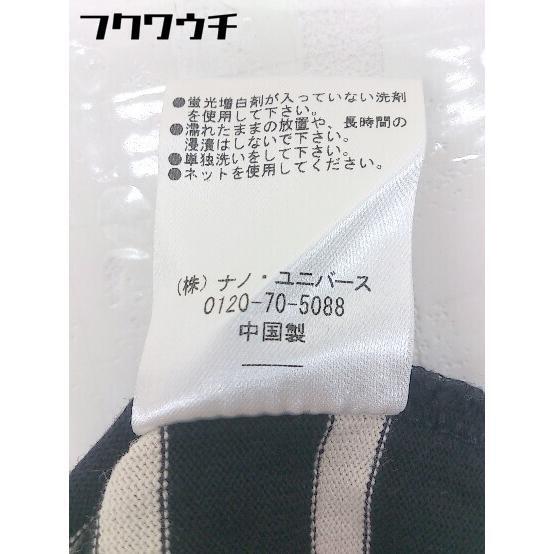 フクワウチ
●蛍光増白剤が入っていない洗剤
を使用して下さい。
●濡れたままの放置や、長時間の
浸漬はしないで下さい。
●単独洗いをして下さい。
●ネットを使用してください。
(株) ナノ・ユニバース
0120-70-5088
中国製